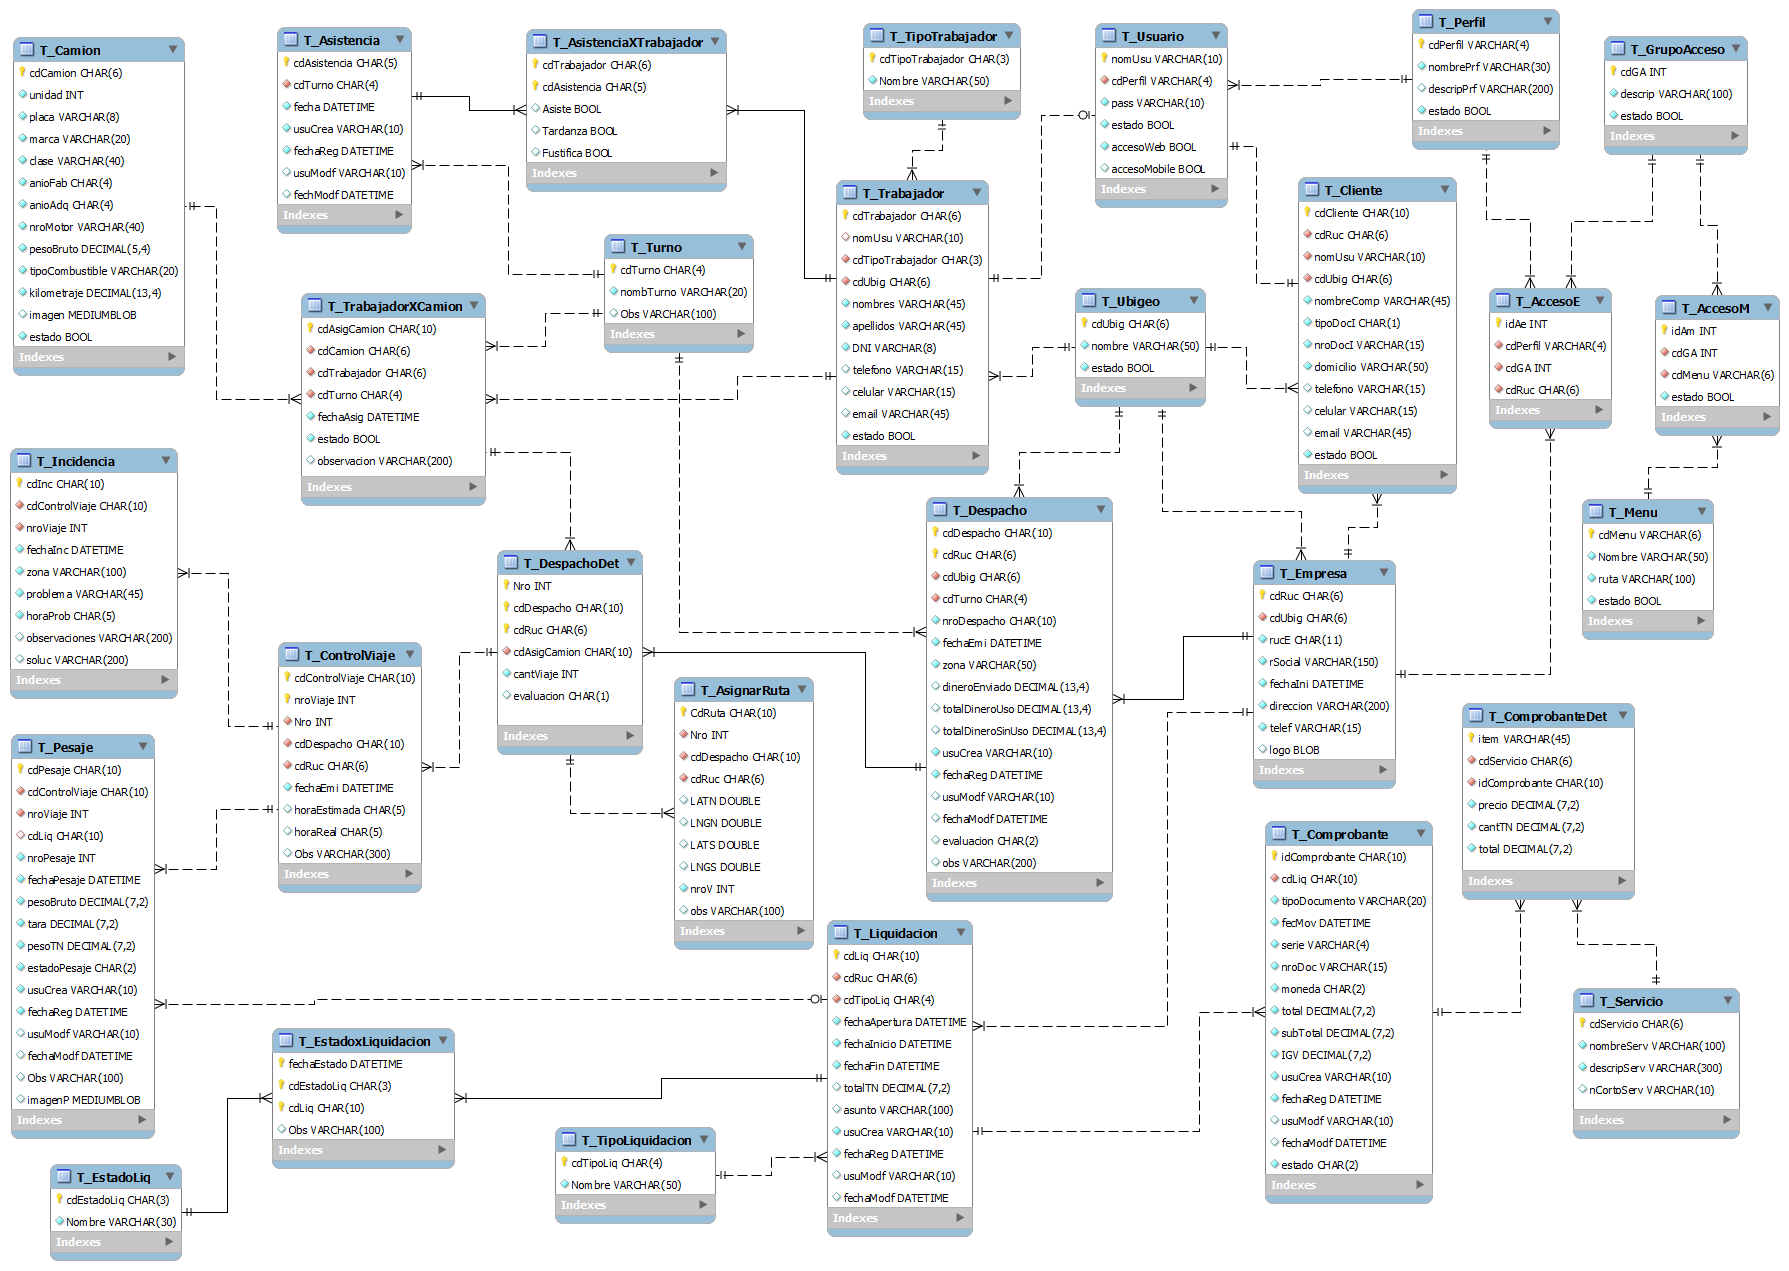 T_Camion
cdCamion CHAR(6)
unidad INT
placa VARCHAR(8)
marca VARCHAR(20)
clase VARCHAR(40)
anioFab CHAR(4)
anioAdq CHAR(4)
nroMotor VARCHAR(40)
pesoBruto DECIMAL(5,4)
tipoCombustible VARCHAR(20)
kilometraje DECIMAL(13,4)
imagen MEDIUMBLOB
estado BOOL
Indexes
T_Asistencia
cdAsistencia CHAR(5)
cdTurno CHAR(4)
fecha DATETIME
usuCrea VARCHAR(10)
fechaReg DATETIME
usuModf VARCHAR(10)
fechModf DATETIME
Indexes
T_AsistenciaXTrabajador
cdTrabajador CHAR(6)
cdAsistencia CHAR(5)
Asiste BOOL
Tardanza BOOL
Fustifica BOOL
Indexes
T_TipoTrabajador
cdTipoTrabajador CHAR(3)
Nombre VARCHAR(50)
Indexes
T_Usuario
nomUsu VARCHAR(10)
cdPerfil VARCHAR(4)
pass VARCHAR(10)
estado BOOL
accesoWeb BOOL
accesoMobile BOOL
Indexes
T_Perfil
cdPerfil VARCHAR(4)
nombrePrf VARCHAR(30)
descripPrf VARCHAR(200)
estado BOOL
Indexes
T_GrupoAcceso
cdGA INT
descrip VARCHAR(100)
estado BOOL
Indexes
T_Trabajador
cdTrabajador CHAR(6)
nomUsu VARCHAR(10)
cdTipoTrabajador CHAR(3)
cdUbig CHAR(6)
nombres VARCHAR(45)
apellidos VARCHAR(45)
DNI VARCHAR(8)
telefono VARCHAR(15)
celular VARCHAR(15)
email VARCHAR(45)
estado BOOL
Indexes
T_Cliente
cdCliente CHAR(10)
cdRuc CHAR(6)
nomUsu VARCHAR(10)
cdUbig CHAR(6)
nombreComp VARCHAR(45)
tipoDocI CHAR(1)
nroDocI VARCHAR(15)
domicilio VARCHAR(50)
telefono VARCHAR(15)
celular VARCHAR(15)
email VARCHAR(45)
estado BOOL
Indexes
T_Turno
cdTurno CHAR(4)
nombTurno VARCHAR(20)
Obs VARCHAR(100)
Indexes
T_TrabajadorXCamion
cdAsigCamion CHAR(10)
cdCamion CHAR(6)
cdTrabajador CHAR(6)
cdTurno CHAR(4)
fechaAsig DATETIME
estado BOOL
observacion VARCHAR(200)
Indexes
T_Ubigeo
cdUbig CHAR(6)
nombre VARCHAR(50)
estado BOOL
Indexes
T_AccesoE
idAe INT
cdPerfil VARCHAR(4)
cdGA INT
cdRuc CHAR(6)
Indexes
T_AccesoM
idAm INT
cdGA INT
cdMenu VARCHAR(6)
estado BOOL
Indexes
T_Incidencia
cdInc CHAR(10)
cdControlViaje CHAR(10)
nroViaje INT
fechaInc DATETIME
zona VARCHAR(100)
problema VARCHAR(45)
horaProb CHAR(5)
observaciones VARCHAR(200)
soluc VARCHAR(200)
Indexes
T_Despacho
cdDespacho CHAR(10)
cdRuc CHAR(6)
cdUbig CHAR(6)
cdTurno CHAR(4)
nroDespacho CHAR(10)
fechaEmi DATETIME
zona VARCHAR(50)
dineroEnviado DECIMAL(13,4)
totalDineroUso DECIMAL(13,4)
totalDineroSinUso DECIMAL(13,4)
usuCrea VARCHAR(10)
fechaReg DATETIME
usuModf VARCHAR(10)
fechaModf DATETIME
evaluacion CHAR(2)
obs VARCHAR(200)
Indexes
T_Menu
cdMenu VARCHAR(6)
Nombre VARCHAR(50)
ruta VARCHAR(100)
estado BOOL
Indexes
T_DespachoDet
Nro INT
cdDespacho CHAR(10)
cdRuc CHAR(6)
cdAsigCamion CHAR(10)
cantViaje INT
evaluacion CHAR(1)
Indexes
T_Empresa
cdRuc CHAR(6)
cdUbig CHAR(6)
rucE CHAR(11)
rSocial VARCHAR(150)
fechaIni DATETIME
direccion VARCHAR(200)
telef VARCHAR(15)
logo BLOB
Indexes
T_ControlViaje
cdControlViaje CHAR(10)
nroViaje INT
Nro INT
cdDespacho CHAR(10)
cdRuc CHAR(6)
fechaEmi DATETIME
horaEstimada CHAR(5)
horaReal CHAR(5)
Obs VARCHAR(300)
Indexes
T_AsignarRuta
CdRuta CHAR(10)
Nro INT
cdDespacho CHAR(10)
cdRuc CHAR(6)
LATN DOUBLE
LNGN DOUBLE
LATS DOUBLE
LNGS DOUBLE
nroV INT
obs VARCHAR(100)
Indexes
T_ComprobanteDet
item VARCHAR(45)
cdServicio CHAR(6)
idComprobante CHAR(10)
precio DECIMAL(7,2)
cantTN DECIMAL(7,2)
total DECIMAL(7,2)
Indexes
T_Pesaje
cdPesaje CHAR(10)
cdControlViaje CHAR(10)
nroViaje INT
cdLiq CHAR(10)
nroPesaje INT
fechaPesaje DATETIME
pesoBruto DECIMAL(7,2)
tara DECIMAL(7,2)
pesoTN DECIMAL(7,2)
estadoPesaje CHAR(2)
usuCrea VARCHAR(10)
fechaReg DATETIME
usuModf VARCHAR(10)
fechaModf DATETIME
Obs VARCHAR(100)
imagenP MEDIUMBLOB
Indexes
T_Comprobante
idComprobante CHAR(10)
cdLiq CHAR(10)
tipoDocumento VARCHAR(20)
fecMov DATETIME
serie VARCHAR(4)
nroDoc VARCHAR(15)
moneda CHAR(2)
total DECIMAL(7,2)
subTotal DECIMAL(7,2)
IGV DECIMAL(7,2)
usuCrea VARCHAR(10)
fechaReg DATETIME
usuModf VARCHAR(10)
fechaModf DATETIME
estado CHAR(2)
Indexes
T_Liquidacion
cdLiq CHAR(10)
cdRuc CHAR(6)
cdTipoLiq CHAR(4)
fechaApertura DATETIME
fechaInicio DATETIME
fechaFin DATETIME
totalTN DECIMAL(7,2)
asunto VARCHAR(100)
usuCrea VARCHAR(10)
fechaReg DATETIME
usuModf VARCHAR(10)
fechaModf DATETIME
Indexes
T_Servicio
cdServicio CHAR(6)
nombreServ VARCHAR(100)
descripServ VARCHAR(300)
nCortoServ VARCHAR(10)
Indexes
T_EstadoxLiquidacion
fechaEstado DATETIME
cdEstadoLiq CHAR(3)
cdLiq CHAR(10)
Obs VARCHAR(100)
Indexes
T_TipoLiquidacion
cdTipoLiq CHAR(4)
Nombre VARCHAR(50)
Indexes
T_EstadoLiq
cdEstadoLiq CHAR(3)
Nombre VARCHAR(30)
Indexes